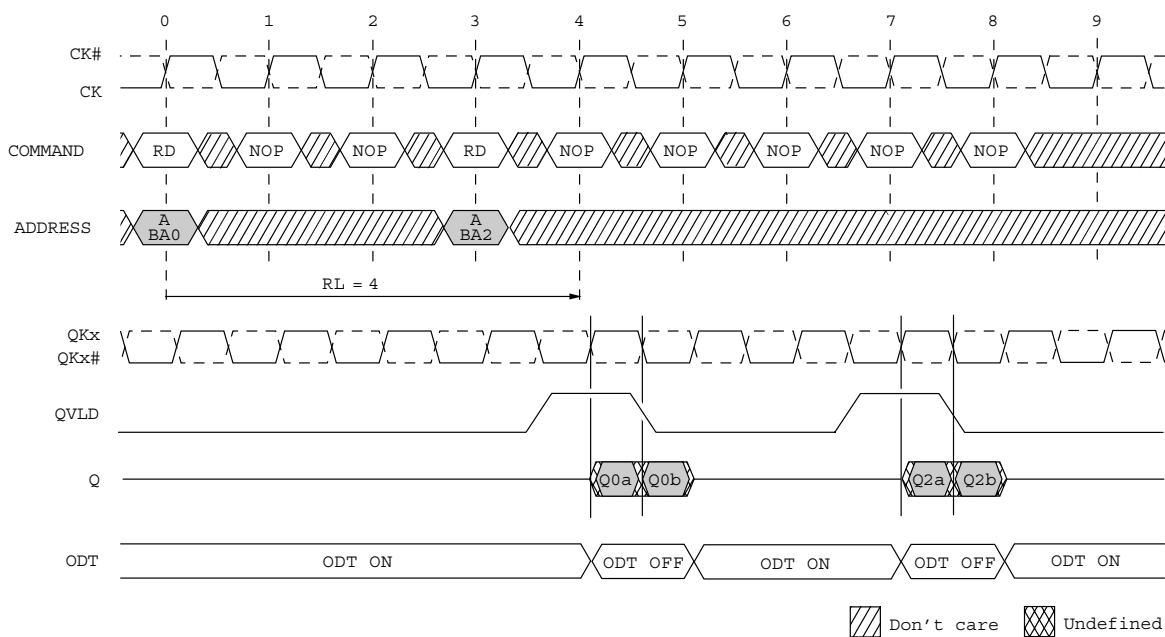 0 1 2 3 4 5 6 7 8 9
CK#
CK
COMMAND RD NOP NOP RD NOP NOP NOP NOP NOP
ADDRESS A BA0 A BA2
RL = 4
QKx
QKx#
QVLD
Q Q0a Q0b Q2a Q2b
ODT ODT ON ODT OFF ODT ON ODT OFF ODT ON
Don't care Undefined